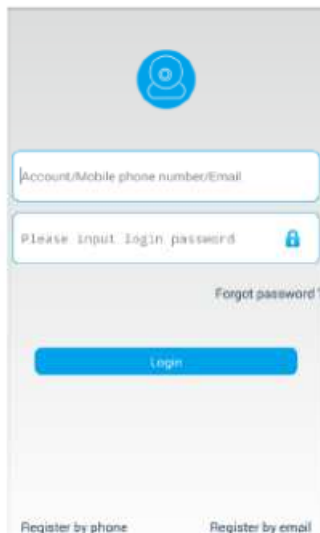 Account/Mobile phone number/Email
Please input login password
Forgot password ?
Login
Register by phone
Register by email